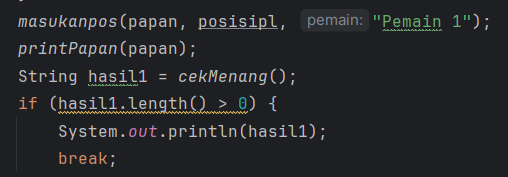 masukanpos(papan, posisipl, pemain: "Pemain 1");
printPapan(papan);
String hasil1 = cekMenang();
if (hasil1.length() > 0) {
System.out.println(hasil1);
break;